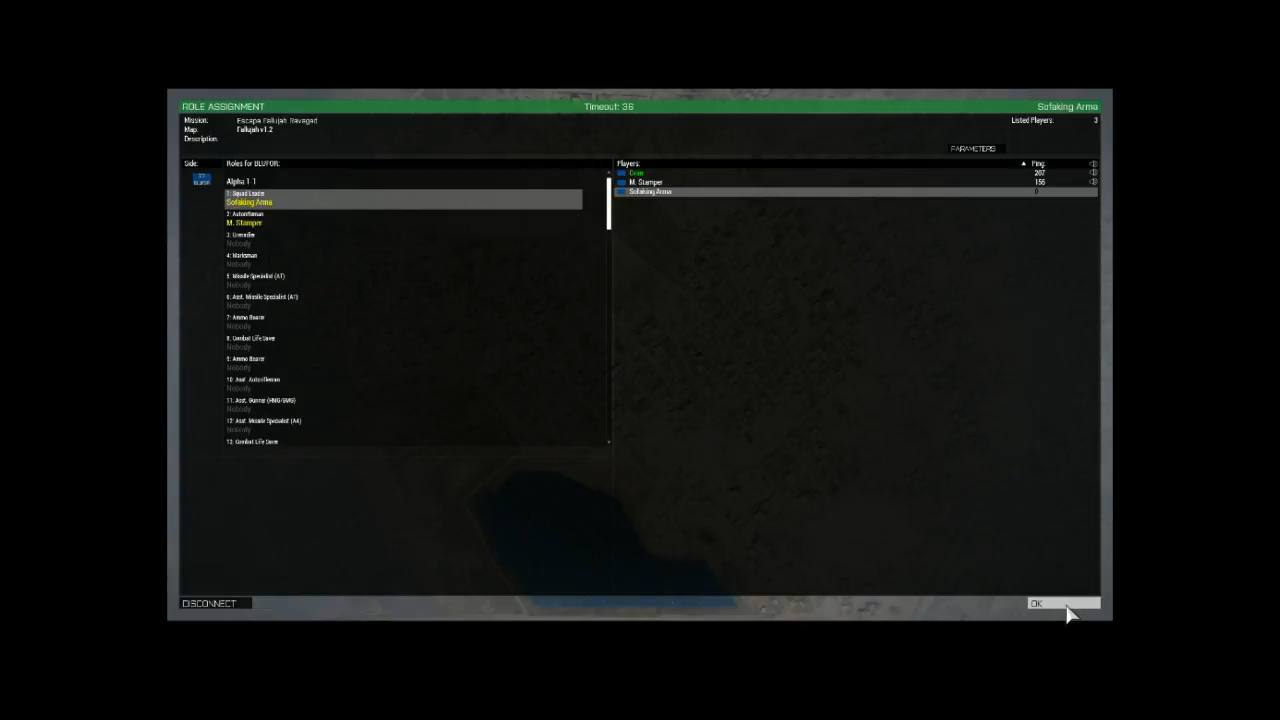 ROLE ASSIGNMENT Timeout: 36 Sofaking Arma
Mission: Escape Fallujah Ravaged
Map: Fallujah v1.2
Description:
Listed Players: 3
PARAMETERS
Side: Roles for BLUFOR:
BLUFOR
Alpha 1-1
1: Squad Leader
Sofaking Arma
2: Autorifleman
M. Stamper
3: Grenadier
Nobody
4: Marksman
Nobody
5: Missile Specialist (AT)
Nobody
6: Asst. Missile Specialist (AT)
Nobody
7: Ammo Bearer
Nobody
8: Combat Life Saver
Nobody
9: Ammo Bearer
Nobody
10: Asst. Autorifleman
Nobody
11: Asst. Gunner (HMG/GMG)
Nobody
12: Asst. Missile Specialist (AA)
Nobody
13: Combat Life Saver
Players: Ping:
207
M. Stamper 156
Sofaking Arma 0
DISCONNECT
OK